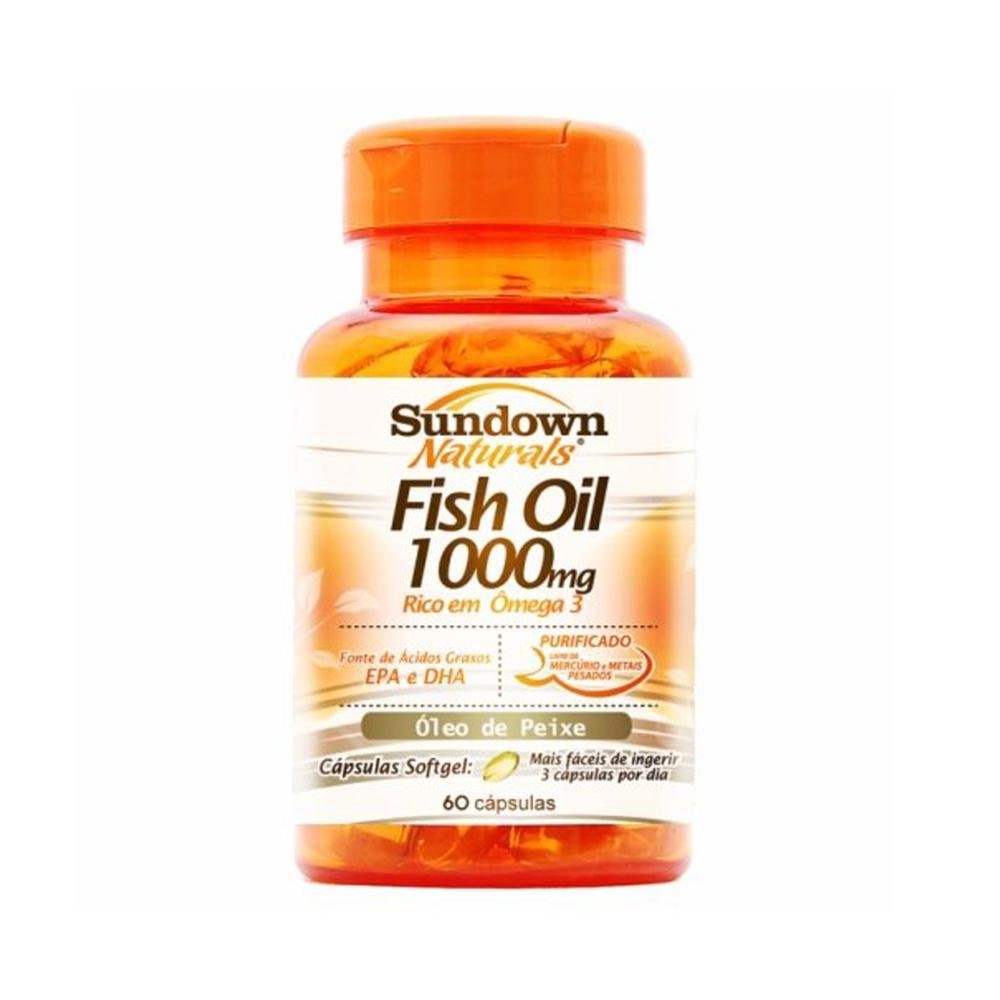 Sundown
Naturals®
Fish Oil
1000mg
Rico em Ômega 3
Fonte de Ácidos Graxos
EPA e DHA
PURIFICADO
LIVRE DE
MERCÚRIO e METAIS
PESADOS
Óleo de Peixe
Cápsulas Softgel:
Mais fáceis de ingerir
3 cápsulas por dia
60 cápsulas